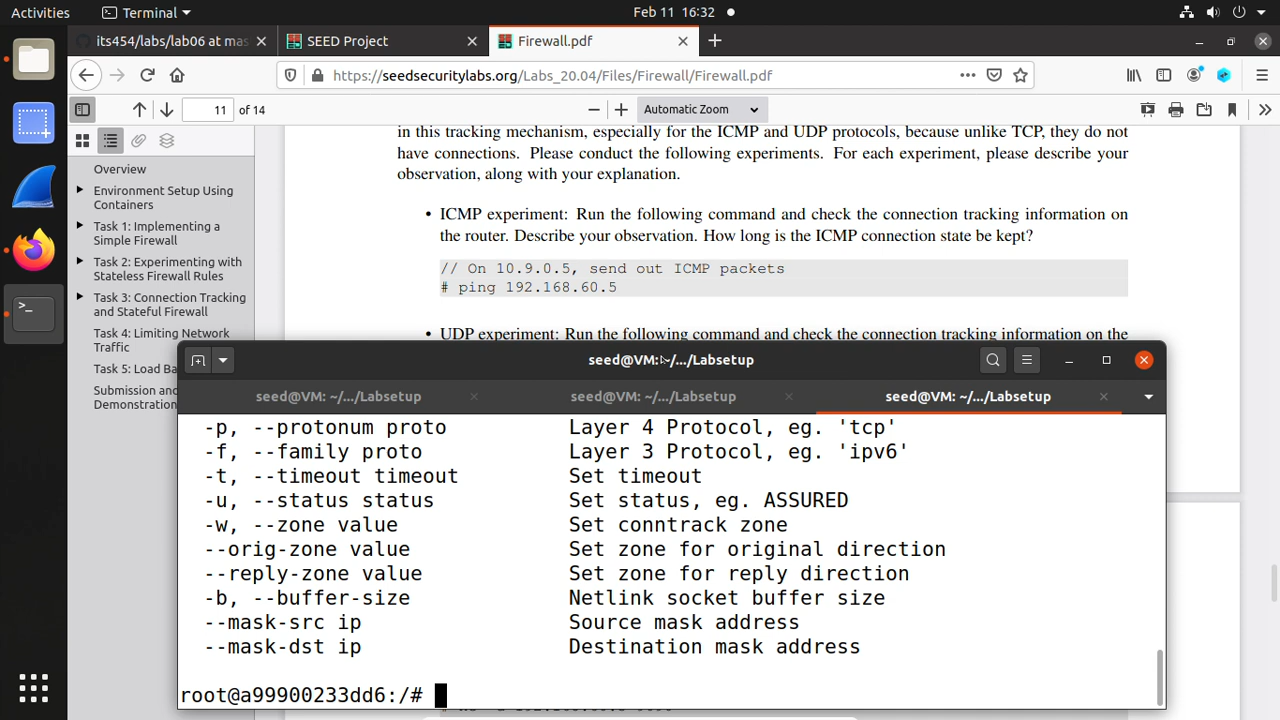 Activities
Terminal
Feb 11 16:32
its454/labs/lab06 at mas
SEED Project
Firewall.pdf
https://seedsecuritylabs.org/Labs_20.04/Files/Firewall/Firewall.pdf
11 of 14
Automatic Zoom
in this tracking mechanism, especially for the ICMP and UDP protocols, because unlike TCP, they do not
have connections. Please conduct the following experiments. For each experiment, please describe your
observation, along with your explanation.
• ICMP experiment: Run the following command and check the connection tracking information on
the router. Describe your observation. How long is the ICMP connection state be kept?
// On 10.9.0.5, send out ICMP packets
# ping 192.168.60.5
• UDP experiment: Run the following command and check the connection tracking information on the
Overview
Environment Setup Using
Containers
Task 1: Implementing a
Simple Firewall
Task 2: Experimenting with
Stateless Firewall Rules
Task 3: Connection Tracking
and Stateful Firewall
Task 4: Limiting Network
Traffic
Task 5: Load Ba
Submission and
Demonstration
seed@VM: ~/.../Labsetup
seed@VM: ~/.../Labsetup
seed@VM: ~/.../Labsetup
seed@VM: ~/.../Labsetup
-p, --protonum proto Layer 4 Protocol, eg. 'tcp'
-f, --family proto Layer 3 Protocol, eg. 'ipv6'
-t, --timeout timeout Set timeout
-u, --status status Set status, eg. ASSURED
-w, --zone value Set conntrack zone
--orig-zone value Set zone for original direction
--reply-zone value Set zone for reply direction
-b, --buffer-size Netlink socket buffer size
--mask-src ip Source mask address
--mask-dst ip Destination mask address
root@a99900233dd6:/#